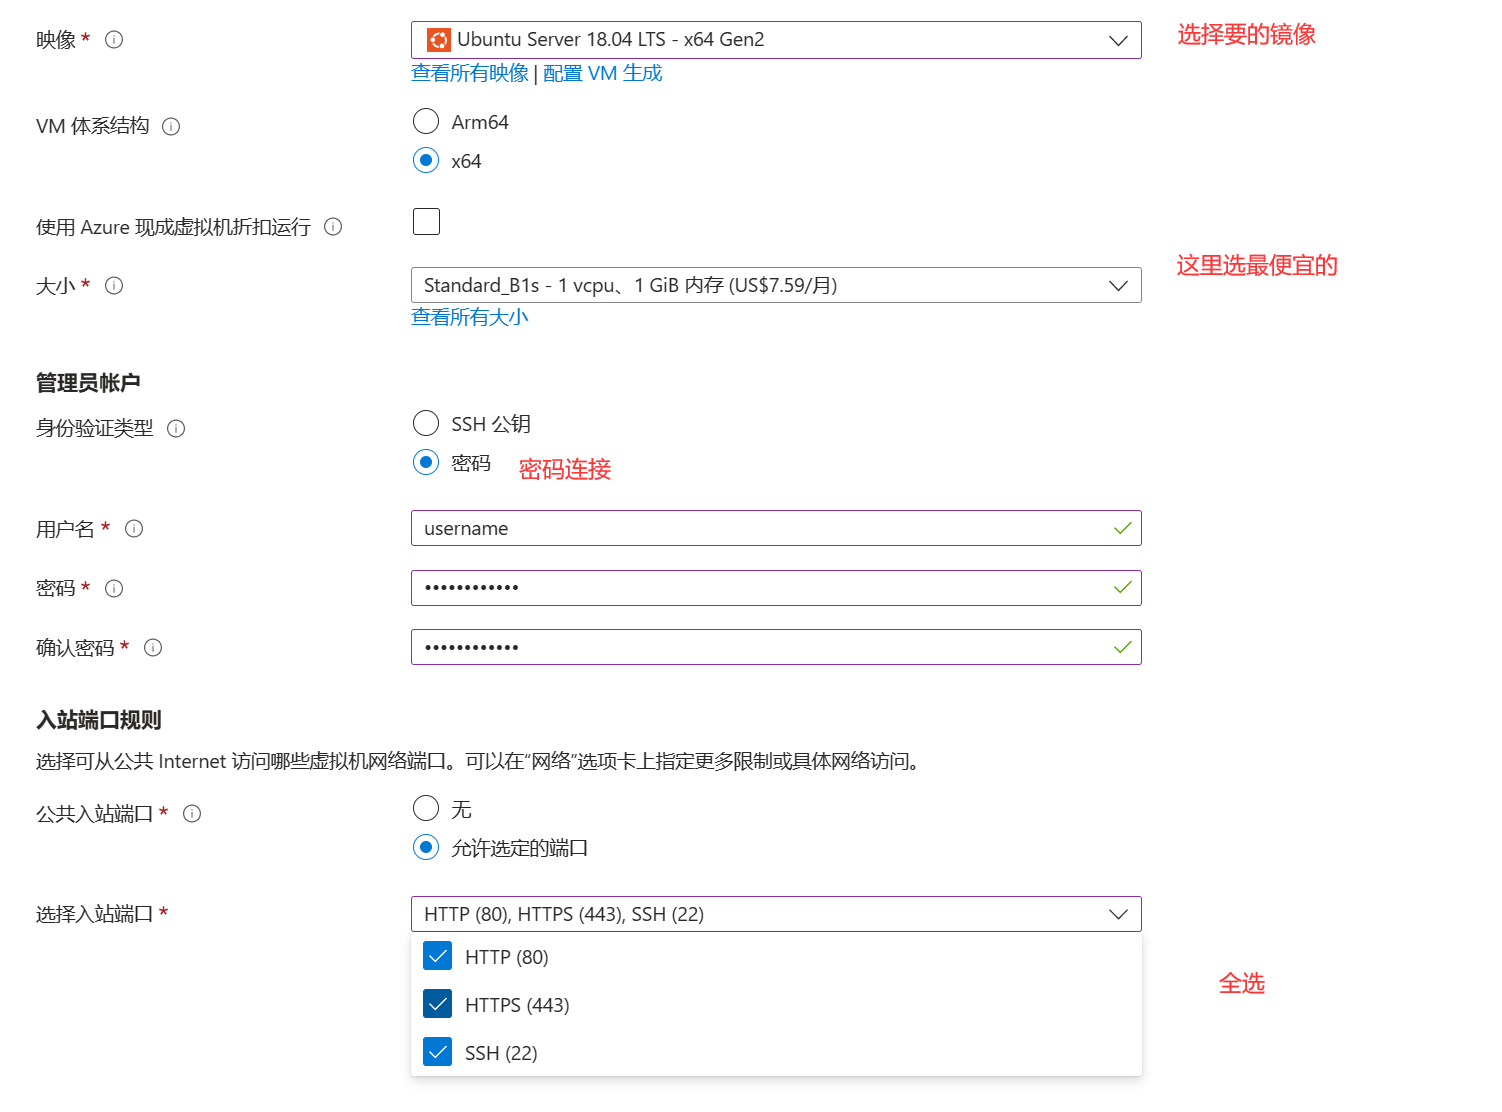 映像 *
Ubuntu Server 18.04 LTS - x64 Gen2
选择要的镜像
查看所有映像 | 配置 VM 生成
VM 体系结构
Arm64
x64
使用 Azure 现成虚拟机折扣运行
大小 *
Standard_B1s - 1 vcpu、1 GiB 内存 (US$7.59/月)
这里选最便宜的
查看所有大小
管理员帐户
身份验证类型
SSH 公钥
密码
密码连接
用户名 *
username
密码 *
••••••••••••
确认密码 *
••••••••••••
入站端口规则
选择可从公共 Internet 访问哪些虚拟机网络端口。可以在“网络”选项卡上指定更多限制或具体网络访问。
公共入站端口 *
无
允许选定的端口
选择入站端口 *
HTTP (80), HTTPS (443), SSH (22)
HTTP (80)
HTTPS (443)
全选
SSH (22)